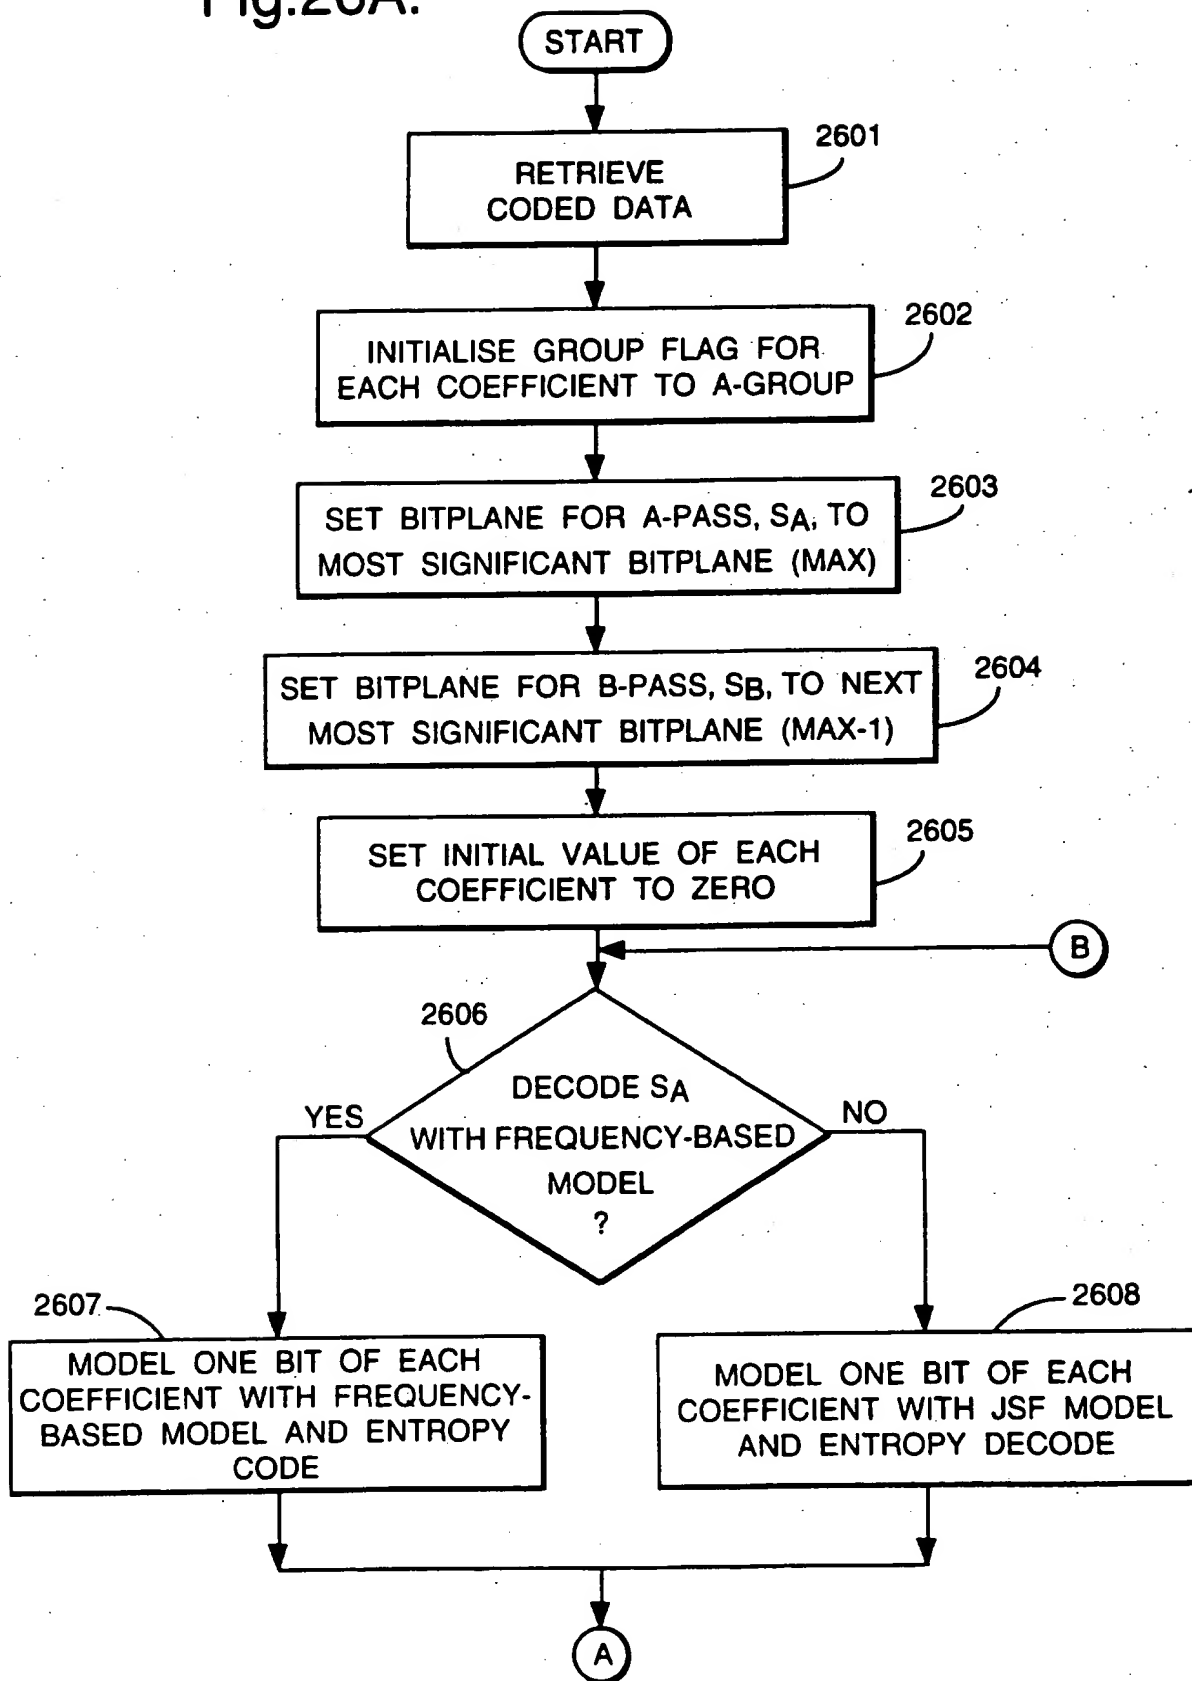 Fig.26A.
START
2601
RETRIEVE
CODED DATA
2602
INITIALISE GROUP FLAG FOR
EACH COEFFICIENT TO A-GROUP
2603
SET BITPLANE FOR A-PASS, SA, TO
MOST SIGNIFICANT BITPLANE (MAX)
2604
SET BITPLANE FOR B-PASS, SB, TO NEXT
MOST SIGNIFICANT BITPLANE (MAX-1)
2605
SET INITIAL VALUE OF EACH
COEFFICIENT TO ZERO
B
2606
DECODE SA
WITH FREQUENCY-BASED
MODEL
?
YES
NO
2607
MODEL ONE BIT OF EACH
COEFFICIENT WITH FREQUENCY-
BASED MODEL AND ENTROPY
CODE
2608
MODEL ONE BIT OF EACH
COEFFICIENT WITH JSF MODEL
AND ENTROPY DECODE
A